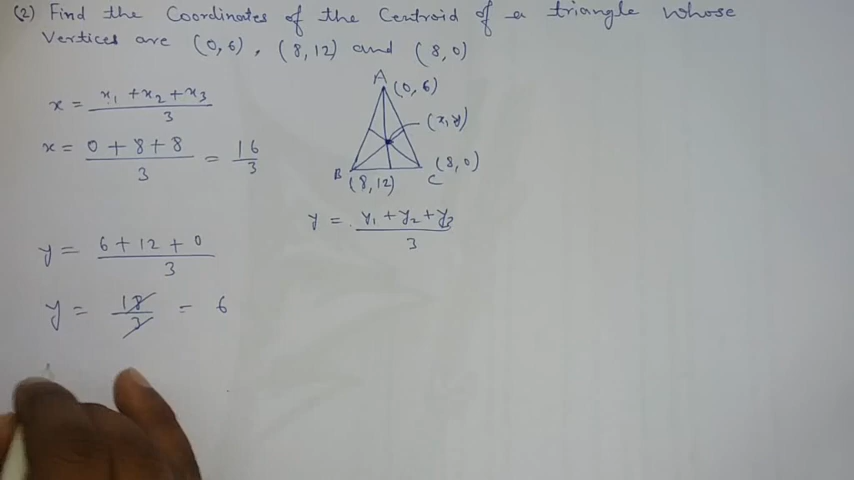 (2) Find the Coordinates of the Centroid of a triangle whose
Vertices are (0,6), (8,12) and (8,0)
x = x₁ + x₂ + x₃ / 3
x = 0 + 8 + 8 / 3 = 16 / 3
A (0,6)
(x, y)
B (8,12)
C (8,0)
y = y₁ + y₂ + y₃ / 3
y = 6 + 12 + 0 / 3
y = 18 / 3 = 6